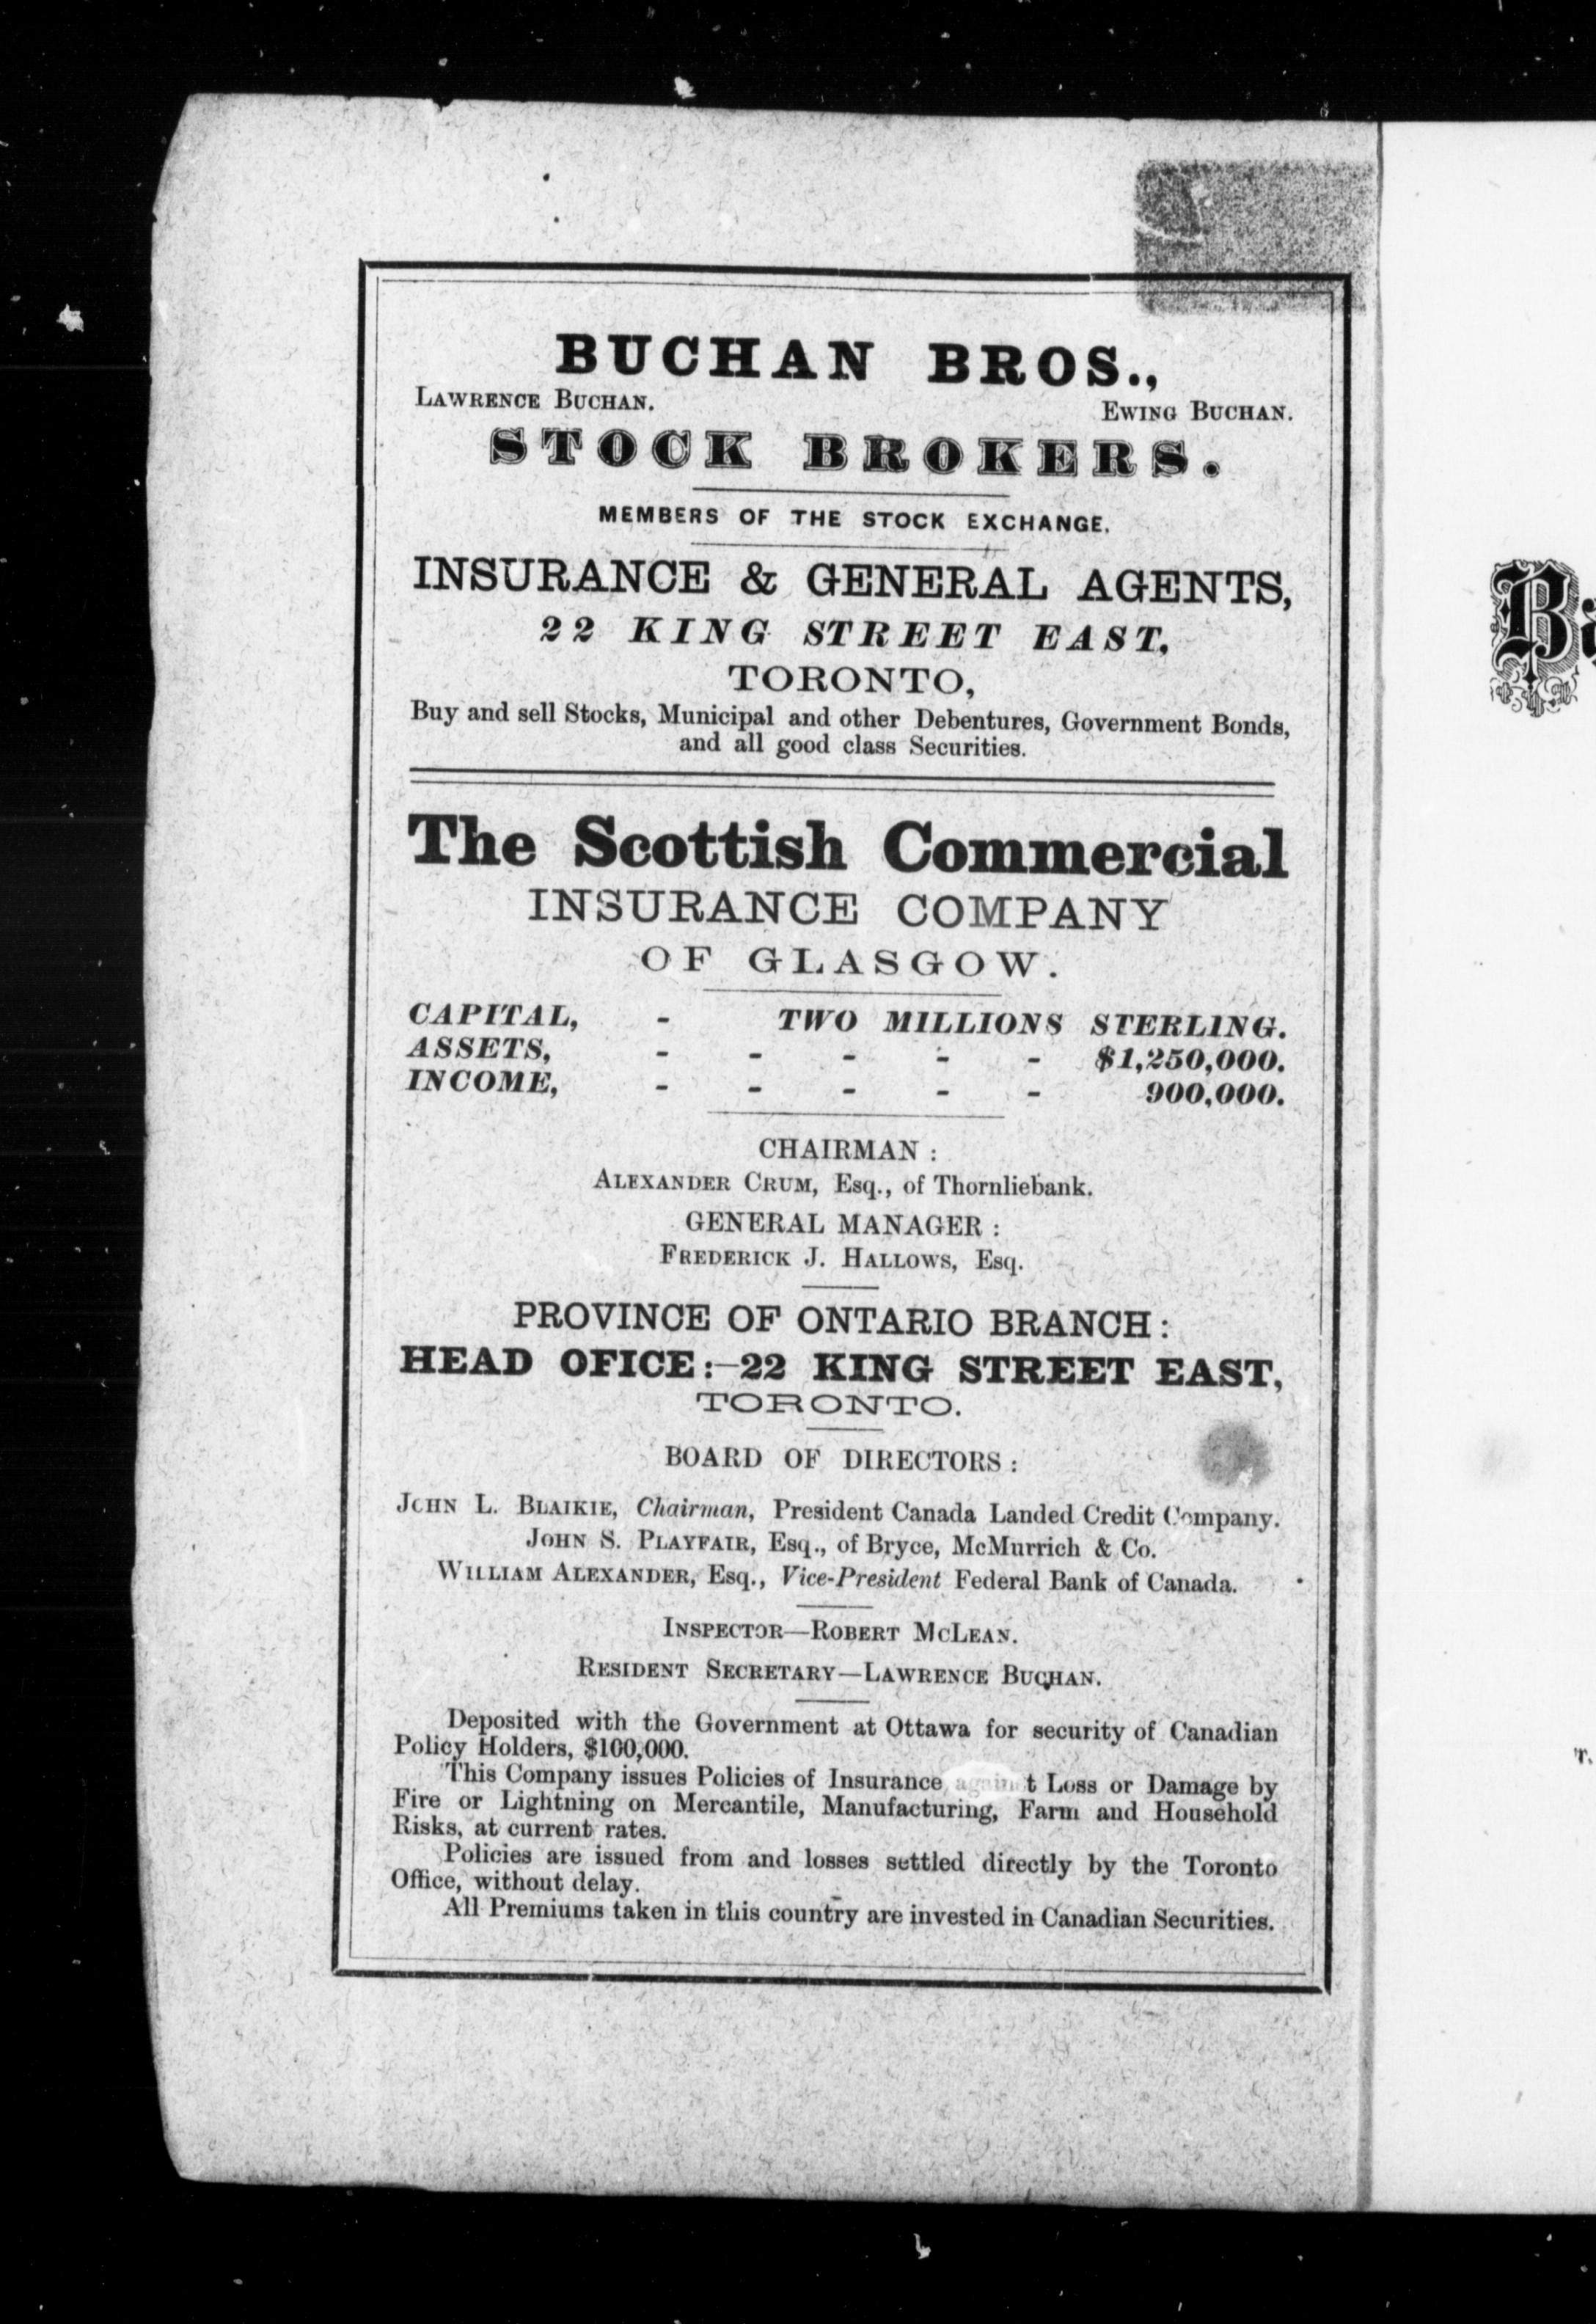 BUCHAN BROS.,
LAWRENCE BUCHAN. EWING BUCHAN.
STOCK BROKERS.
MEMBERS OF THE STOCK EXCHANGE.
INSURANCE & GENERAL AGENTS,
22 KING STREET EAST,
TORONTO,
Buy and sell Stocks, Municipal and other Debentures, Government Bonds,
and all good class Securities.
The Scottish Commercial
INSURANCE COMPANY
OF GLASGOW.
CAPITAL, - TWO MILLIONS STERLING.
ASSETS, - - - - - $1,250,000.
INCOME, - - - - - 900,000.
CHAIRMAN :
ALEXANDER CRUM, Esq., of Thornliebank.
GENERAL MANAGER :
FREDERICK J. HALLOWS, Esq.
PROVINCE OF ONTARIO BRANCH:
HEAD OFICE:—22 KING STREET EAST,
TORONTO.
BOARD OF DIRECTORS :
JOHN L. BLAIKIE, Chairman, President Canada Landed Credit Company.
JOHN S. PLAYFAIR, Esq., of Bryce, McMurrich & Co.
WILLIAM ALEXANDER, Esq., Vice-President Federal Bank of Canada.
INSPECTOR—ROBERT MCLEAN.
RESIDENT SECRETARY—LAWRENCE BUCHAN.
Deposited with the Government at Ottawa for security of Canadian
Policy Holders, $100,000.
This Company issues Policies of Insurance against Loss or Damage by
Fire or Lightning on Mercantile, Manufacturing, Farm and Household
Risks, at current rates.
Policies are issued from and losses settled directly by the Toronto
Office, without delay.
All Premiums taken in this country are invested in Canadian Securities.